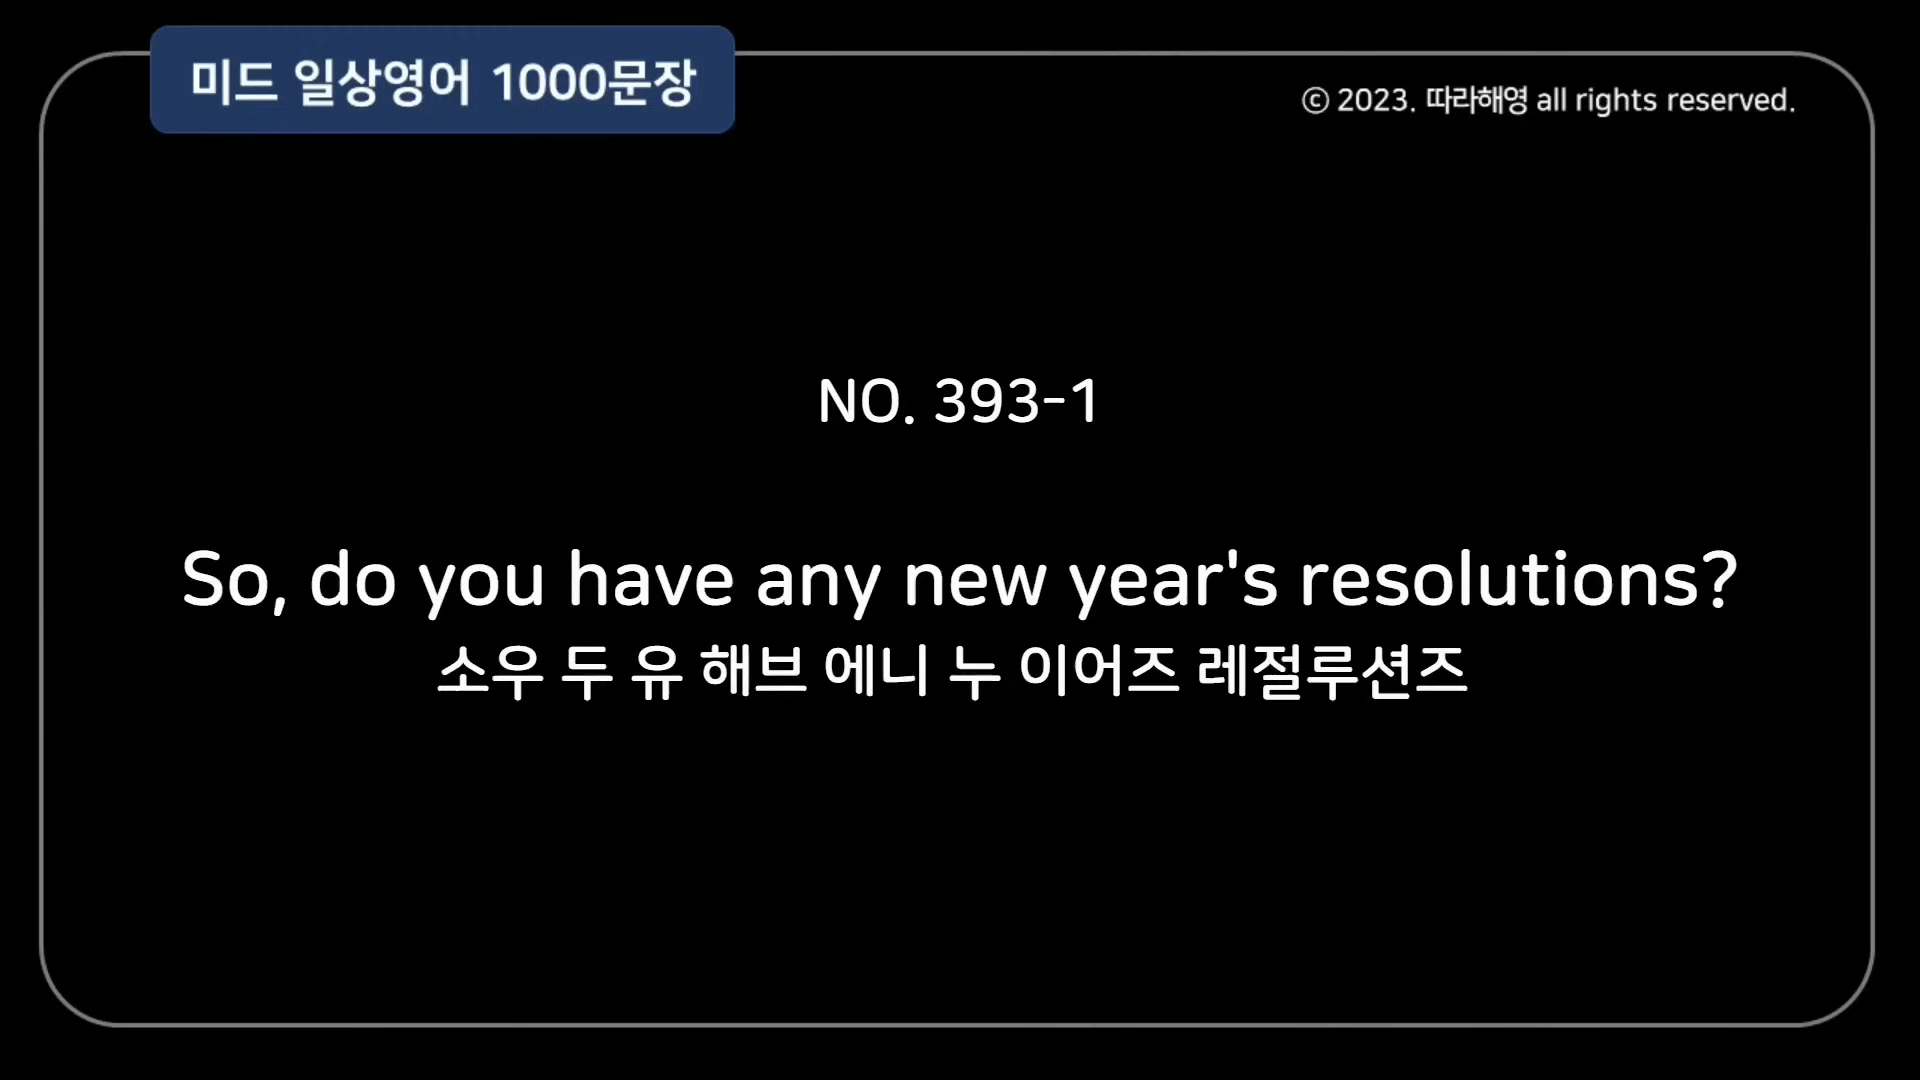 미드 일상영어 1000문장
ⓒ 2023. 따라해영 all rights reserved.
NO. 393-1
So, do you have any new year's resolutions?
소우 두 유 해브 에니 누 이어즈 레절루션즈